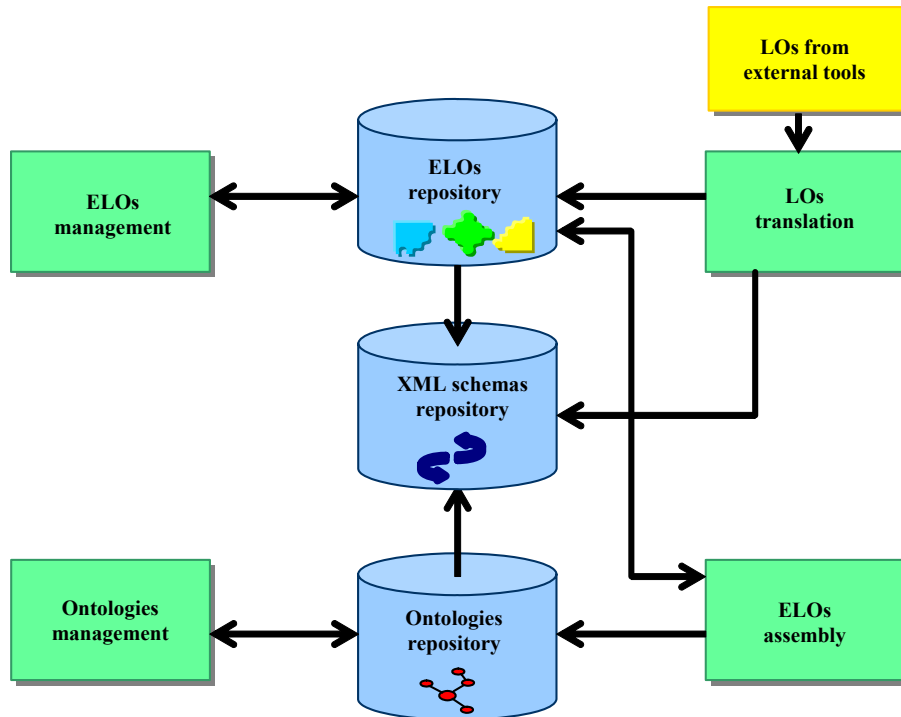 LOs from
external tools
ELOs
repository
ELOs
management
LOs
translation
XML schemas
repository
Ontologies
management
Ontologies
repository
ELOs
assembly